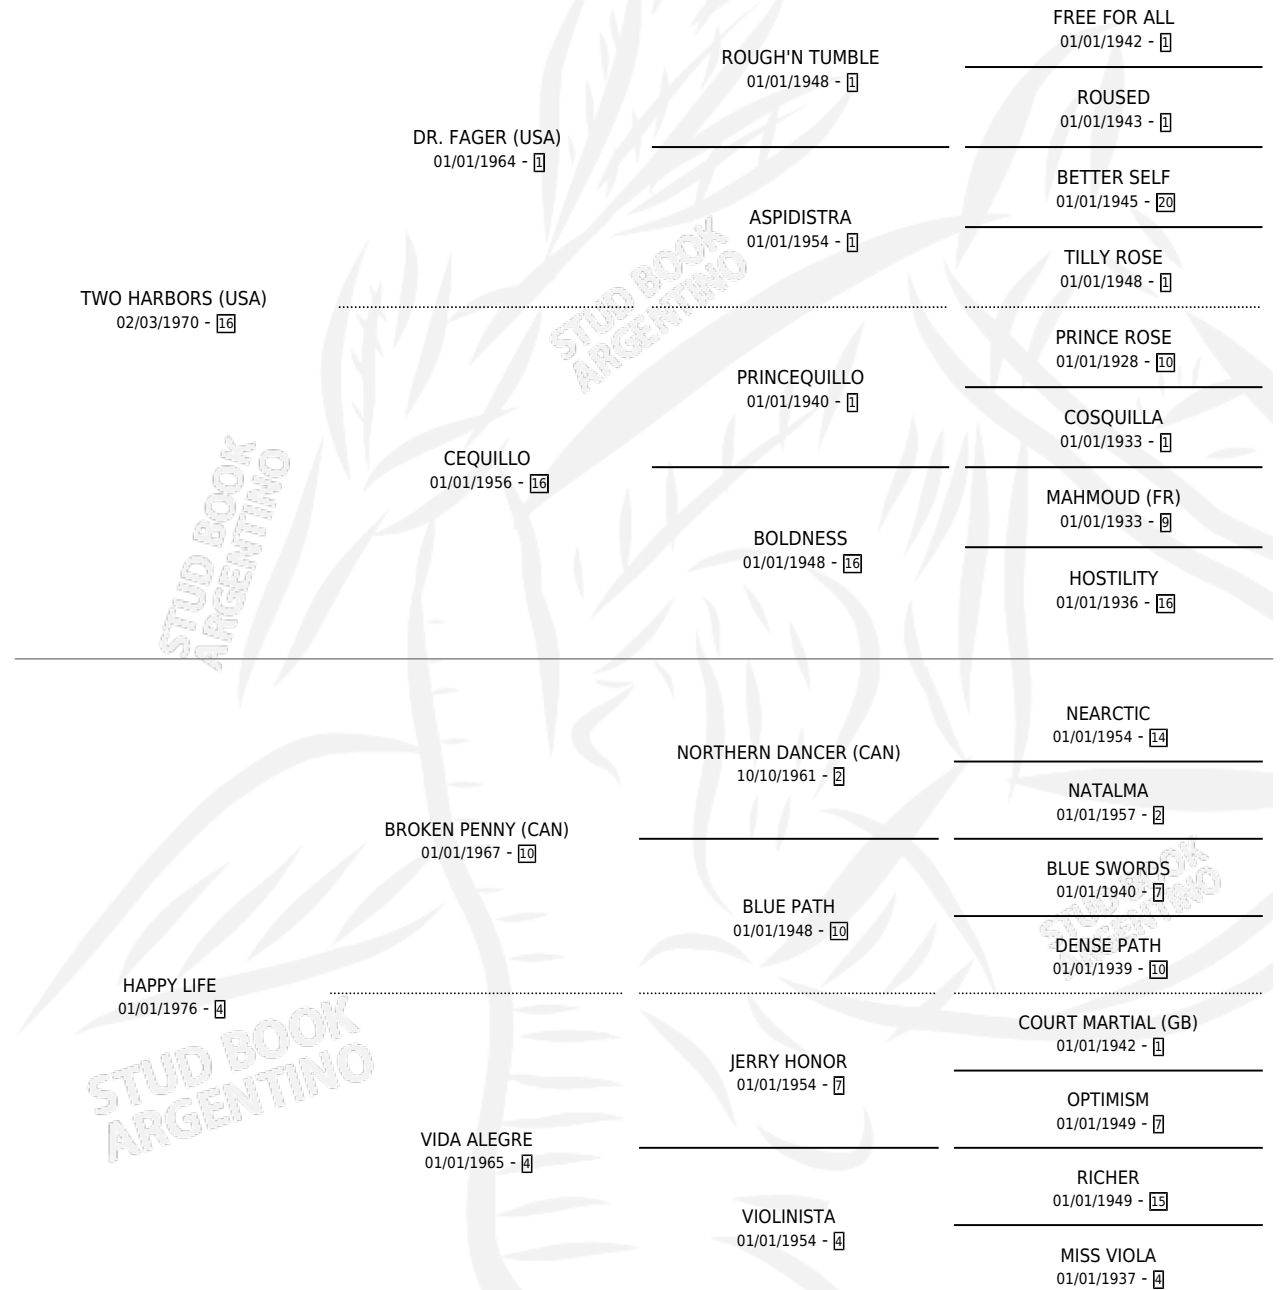 TWO HARBORS (USA)
02/03/1970 - 16
DR. FAGER (USA)
01/01/1964 - 1
CEQUILLO
01/01/1956 - 16
ROUGH'N TUMBLE
01/01/1948 - 1
ASPIDISTRA
01/01/1954 - 1
PRINCEQUILLO
01/01/1940 - 1
BOLDNESS
01/01/1948 - 16
FREE FOR ALL
01/01/1942 - 1
ROUSED
01/01/1943 - 1
BETTER SELF
01/01/1945 - 20
TILLY ROSE
01/01/1948 - 1
PRINCE ROSE
01/01/1928 - 10
COSQUILLA
01/01/1933 - 1
MAHMOUD (FR)
01/01/1933 - 9
HOSTILITY
01/01/1936 - 16
STUD BOOK
ARGENTINO
STUD BOOK
ARGENTINO
HAPPY LIFE
01/01/1976 - 4
BROKEN PENNY (CAN)
01/01/1967 - 10
VIDA ALEGRE
01/01/1965 - 4
NORTHERN DANCER (CAN)
10/10/1961 - 2
BLUE PATH
01/01/1948 - 10
JERRY HONOR
01/01/1954 - 7
VIOLINISTA
01/01/1954 - 4
NEARCTIC
01/01/1954 - 14
NATALMA
01/01/1957 - 2
BLUE SWORDS
01/01/1940 - 7
DENSE PATH
01/01/1939 - 10
COURT MARTIAL (GB)
01/01/1942 - 1
OPTIMISM
01/01/1949 - 7
RICHER
01/01/1949 - 15
MISS VIOLA
01/01/1937 - 4
STUD BOOK
ARGENTINO
STUD BOOK
ARGENTINO